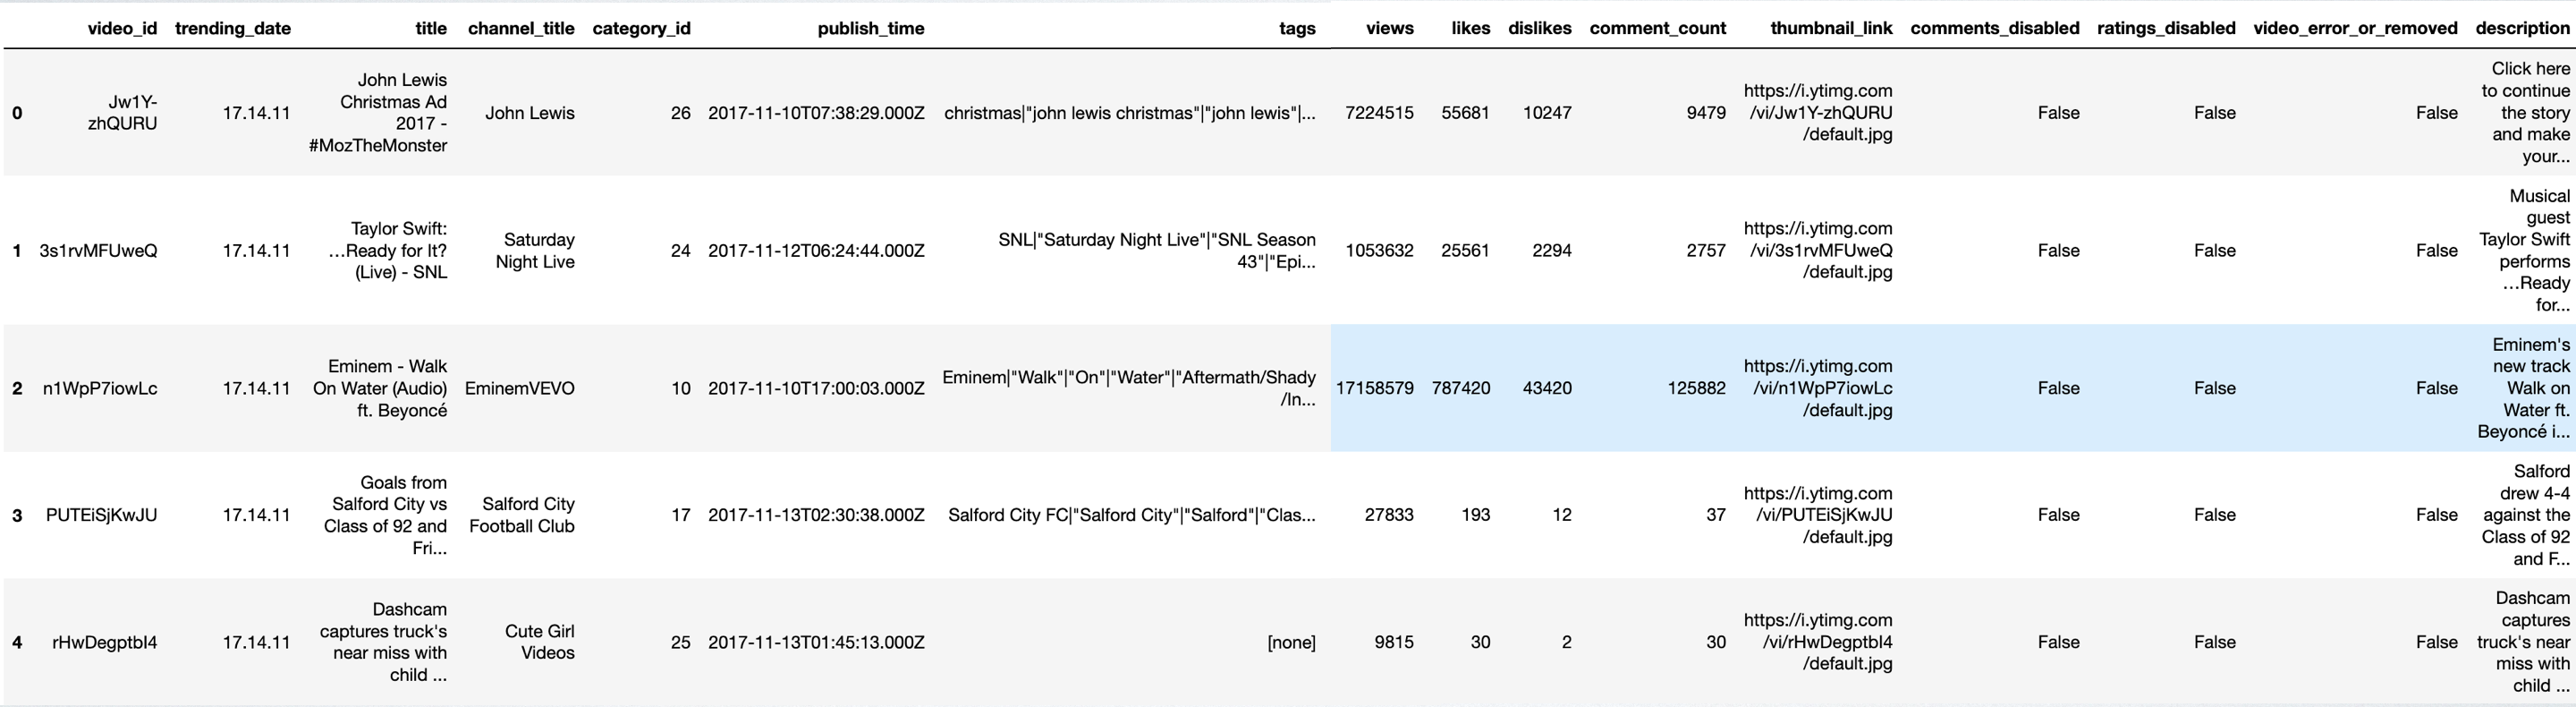 video_id trending_date title channel_title category_id publish_time tags views likes dislikes comment_count thumbnail_link comments_disabled ratings_disabled video_error_or_removed description
0
Jw1Y-
zhQURU
17.14.11
John Lewis
Christmas Ad
2017 -
#MozTheMonster
John Lewis
26
2017-11-10T07:38:29.000Z
christmas|"john lewis christmas"|"john lewis"|...
7224515
55681
10247
9479
https://i.ytimg.com
/vi/Jw1Y-zhQURU
/default.jpg
False
False
False
Click here
to continue
the story
and make
your...
1
3s1rvMFUweQ
17.14.11
Taylor Swift:
…Ready for It?
(Live) - SNL
Saturday
Night Live
24
2017-11-12T06:24:44.000Z
SNL|"Saturday Night Live"|"SNL Season
43"|"Epi...
1053632
25561
2294
2757
https://i.ytimg.com
/vi/3s1rvMFUweQ
/default.jpg
False
False
False
Musical
guest
Taylor Swift
performs
…Ready
for...
2
n1WpP7iowLc
17.14.11
Eminem - Walk
On Water (Audio)
ft. Beyoncé
EminemVEVO
10
2017-11-10T17:00:03.000Z
Eminem|"Walk"|"On"|"Water"|"Aftermath/Shady
/In...
17158579
787420
43420
125882
https://i.ytimg.com
/vi/n1WpP7iowLc
/default.jpg
False
False
False
Eminem's
new track
Walk on
Water ft.
Beyoncé i...
3
PUTEiSjKwJU
17.14.11
Goals from
Salford City vs
Class of 92 and
Fri...
Salford City
Football Club
17
2017-11-13T02:30:38.000Z
Salford City FC|"Salford City"|"Salford"|"Clas...
27833
193
12
37
https://i.ytimg.com
/vi/PUTEiSjKwJU
/default.jpg
False
False
False
Salford
drew 4-4
against the
Class of 92
and F...
4
rHwDegptbI4
17.14.11
Dashcam
captures truck's
near miss with
child ...
Cute Girl
Videos
25
2017-11-13T01:45:13.000Z
[none]
9815
30
2
30
https://i.ytimg.com
/vi/rHwDegptbI4
/default.jpg
False
False
False
Dashcam
captures
truck's near
miss with
child ...